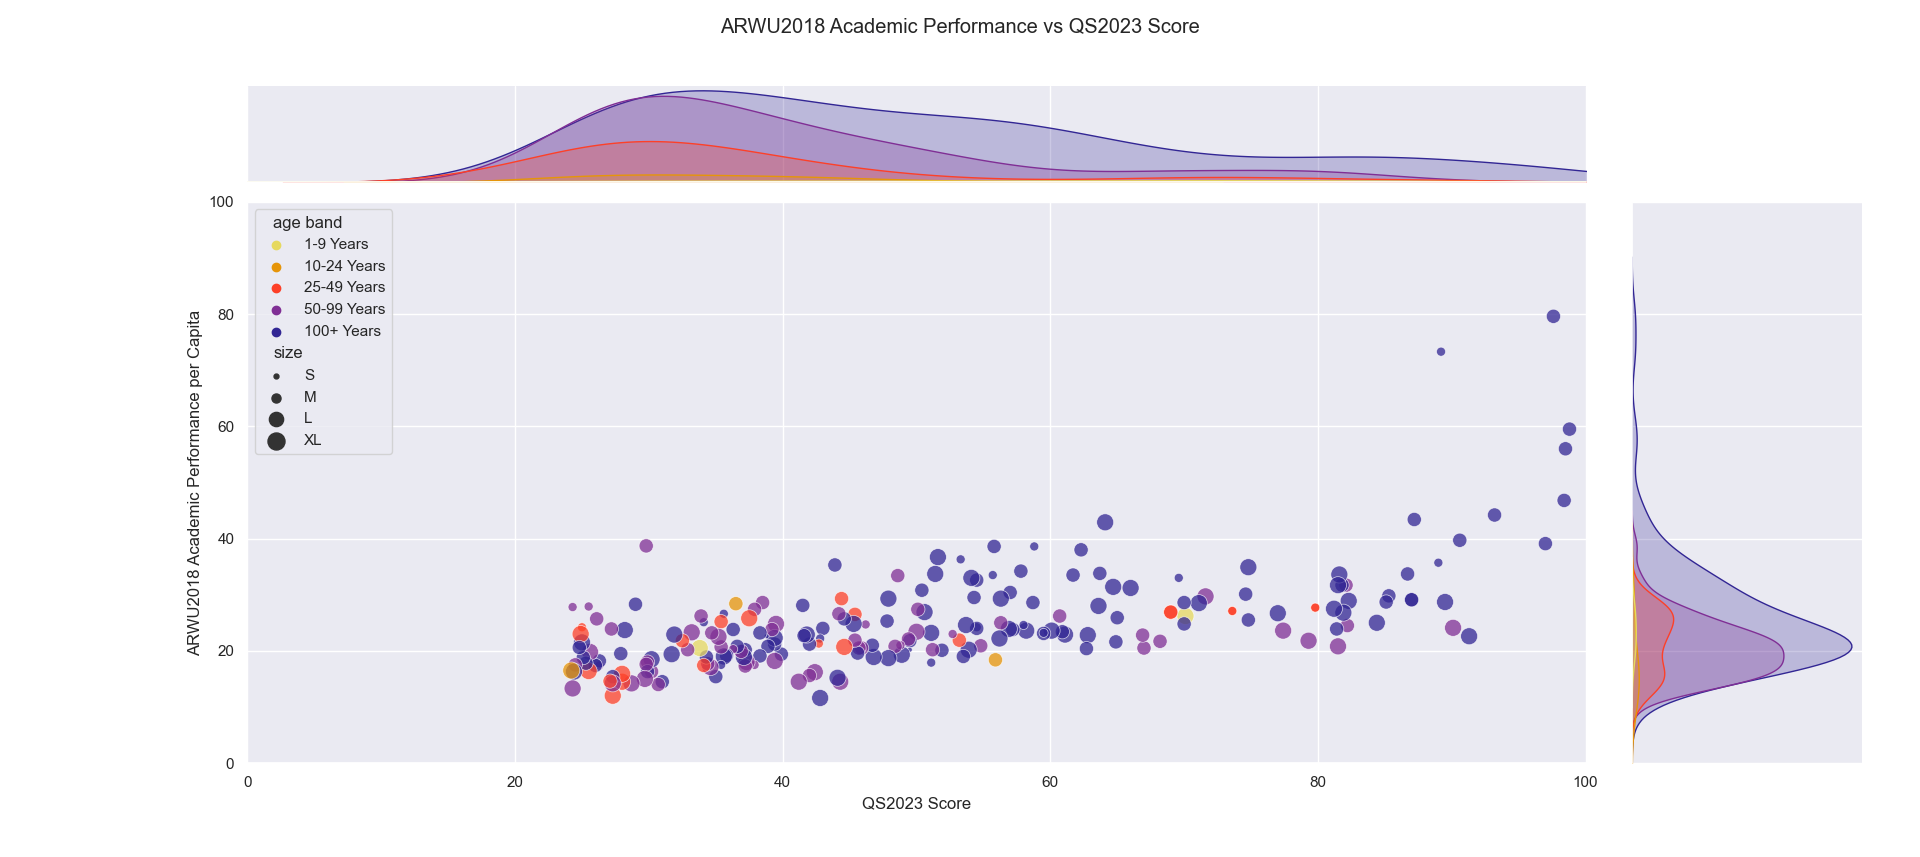 ARWU2018 Academic Performance vs QS2023 Score
100
80
60
40
20
0
ARWU2018 Academic Performance per Capita
age band
1-9 Years
10-24 Years
25-49 Years
50-99 Years
100+ Years
size
S
M
L
XL
0 20 40 60 80 100
QS2023 Score